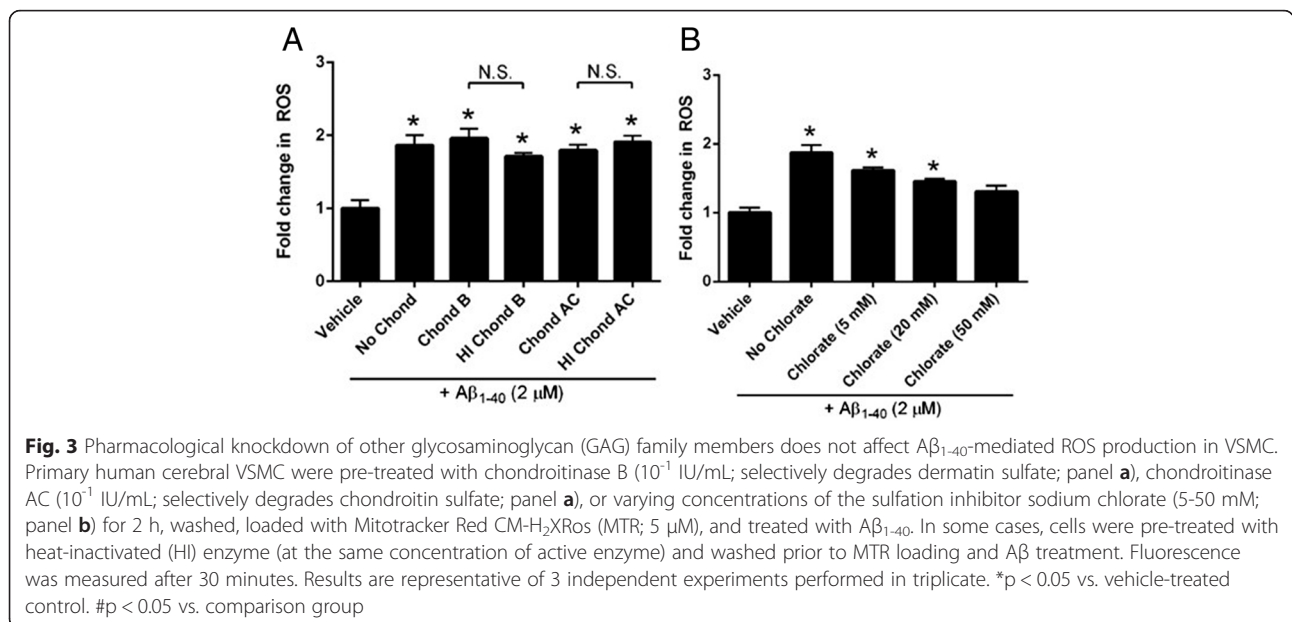 A
B
N.S.
N.S.
3
2
1
0
Fold change in ROS
*
*
*
*
*
Vehicle
No Chond
Chond B
HI Chond B
Chond AC
HI Chond AC
+ Aβ₁₋₄₀ (2 μM)
3
2
1
0
Fold change in ROS
*
*
*
Vehicle
No Chlorate
Chlorate (5 mM)
Chlorate (20 mM)
Chlorate (50 mM)
+ Aβ₁₋₄₀ (2 μM)
Fig. 3 Pharmacological knockdown of other glycosaminoglycan (GAG) family members does not affect Aβ₁₋₄₀-mediated ROS production in VSMC.
Primary human cerebral VSMC were pre-treated with chondroitinase B (10⁻¹ IU/mL; selectively degrades dermatin sulfate; panel a), chondroitinase
AC (10⁻¹ IU/mL; selectively degrades chondroitin sulfate; panel a), or varying concentrations of the sulfation inhibitor sodium chlorate (5-50 mM;
panel b) for 2 h, washed, loaded with Mitotracker Red CM-H₂XRos (MTR; 5 μM), and treated with Aβ₁₋₄₀. In some cases, cells were pre-treated with
heat-inactivated (HI) enzyme (at the same concentration of active enzyme) and washed prior to MTR loading and Aβ treatment. Fluorescence
was measured after 30 minutes. Results are representative of 3 independent experiments performed in triplicate. *p < 0.05 vs. vehicle-treated
control. #p < 0.05 vs. comparison group